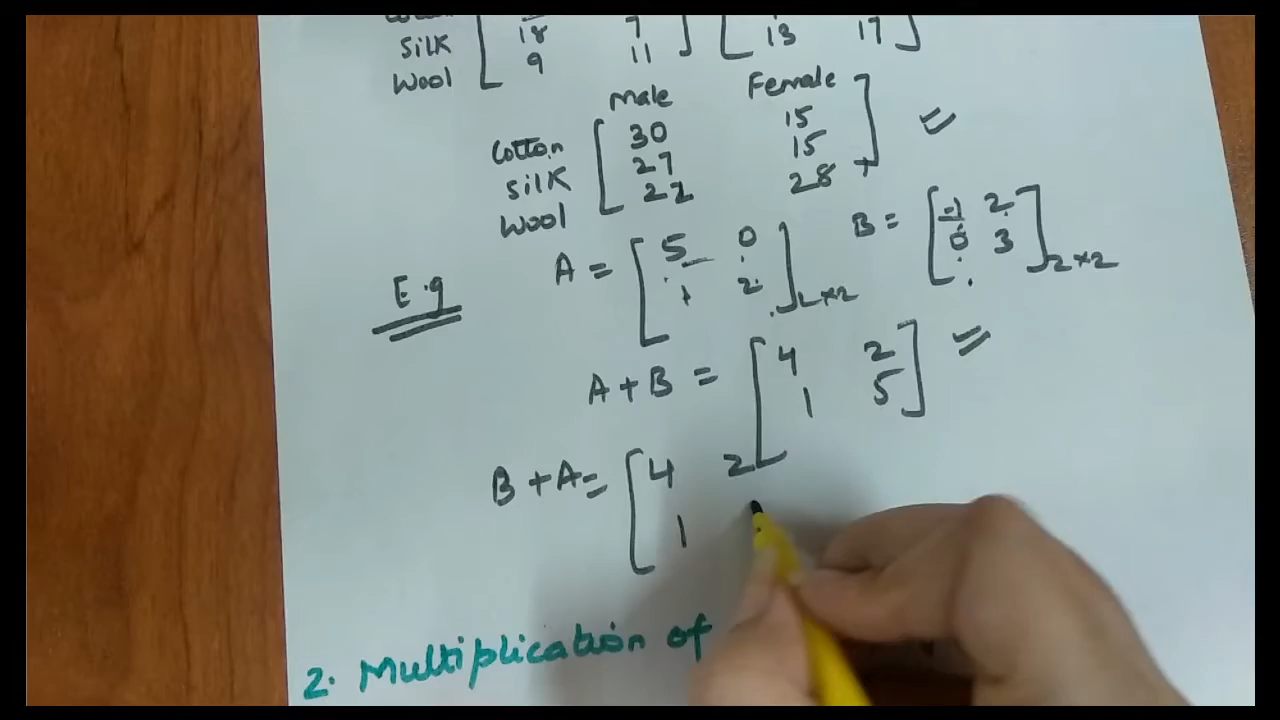 SilK [ 18 7 ] [ 13 17 ]
Wool 9 11
Male Female
Cotton [ 30 15 ]
SilK 27 15
Wool 22 28
E.g A = [ 5 0 1 2 ] 2×2 B = [ -1 2 0 3 ] 2×2
A + B = [ 4 2 1 5 ]
B + A = [ 4 2 1
2. Multiplication of